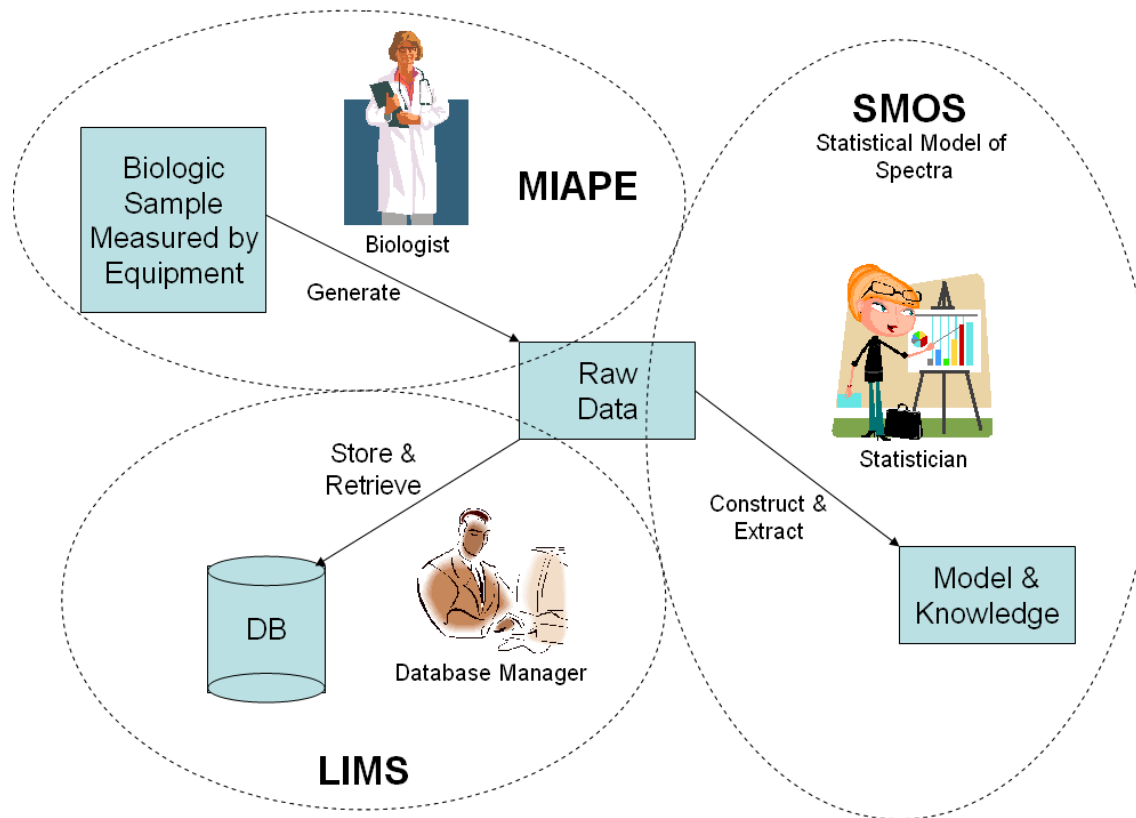 Biologic
Sample
Measured by
Equipment
Biologist
MIAPE
Generate
SMOS
Statistical Model of
Spectra
Statistician
Raw
Data
Store &
Retrieve
Construct &
Extract
DB
Database Manager
LIMS
Model &
Knowledge